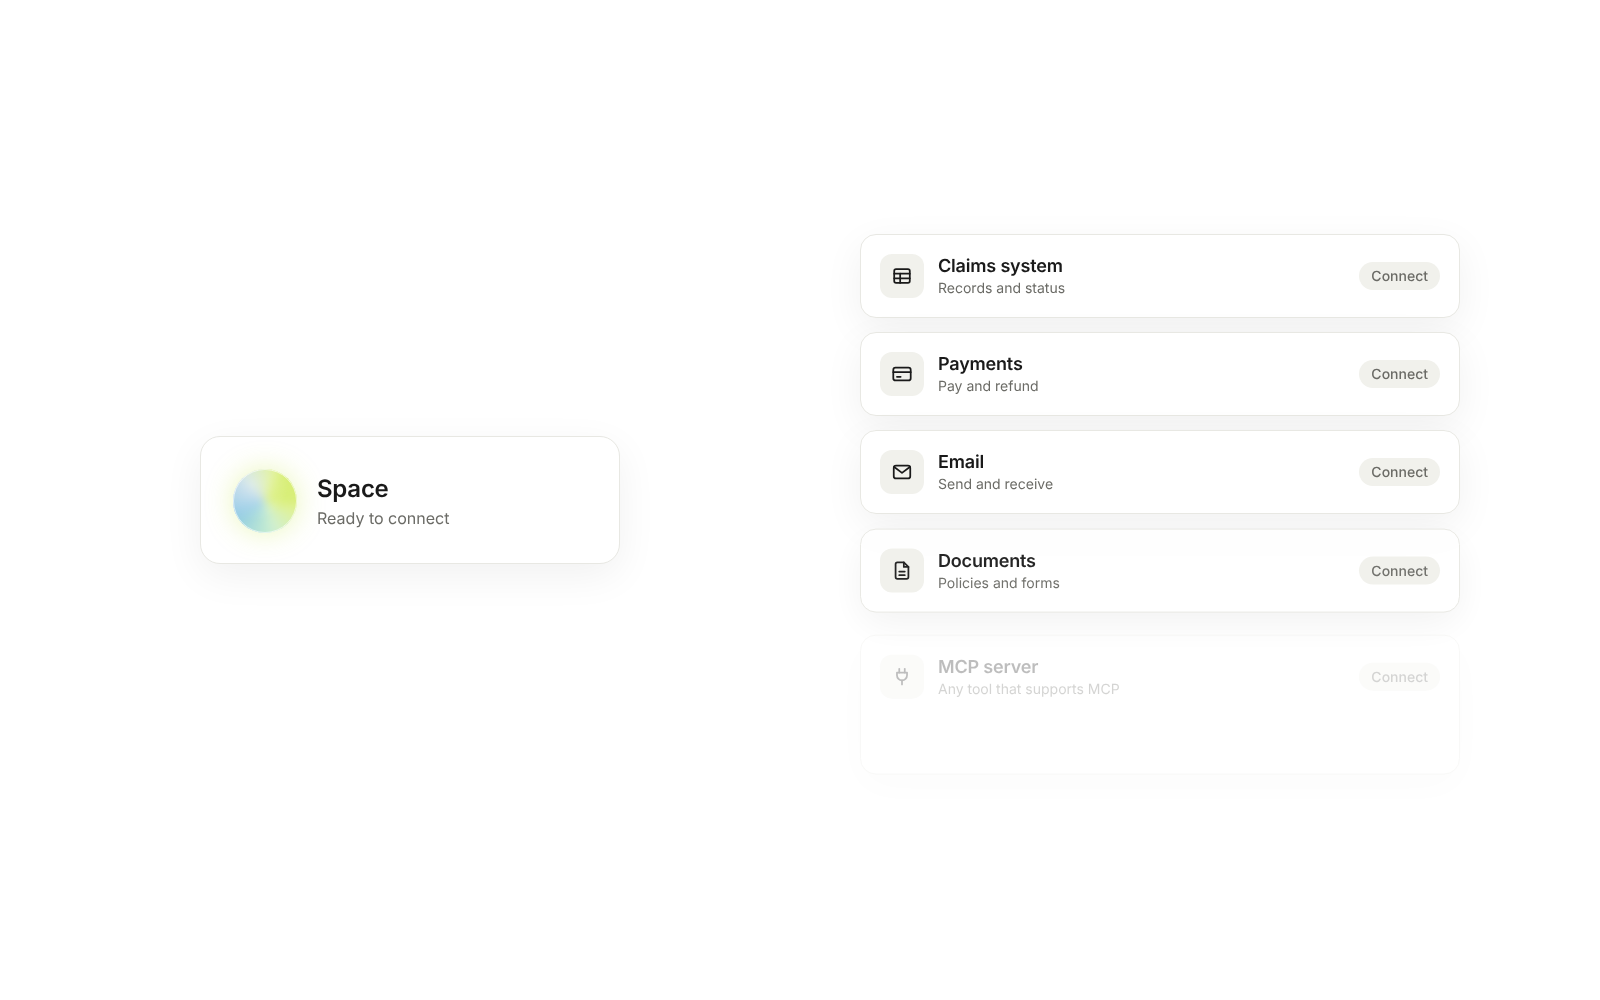 Space
Ready to connect
Claims system
Records and status
Connect
Payments
Pay and refund
Connect
Email
Send and receive
Connect
Documents
Policies and forms
Connect
MCP server
Any tool that supports MCP
Connect